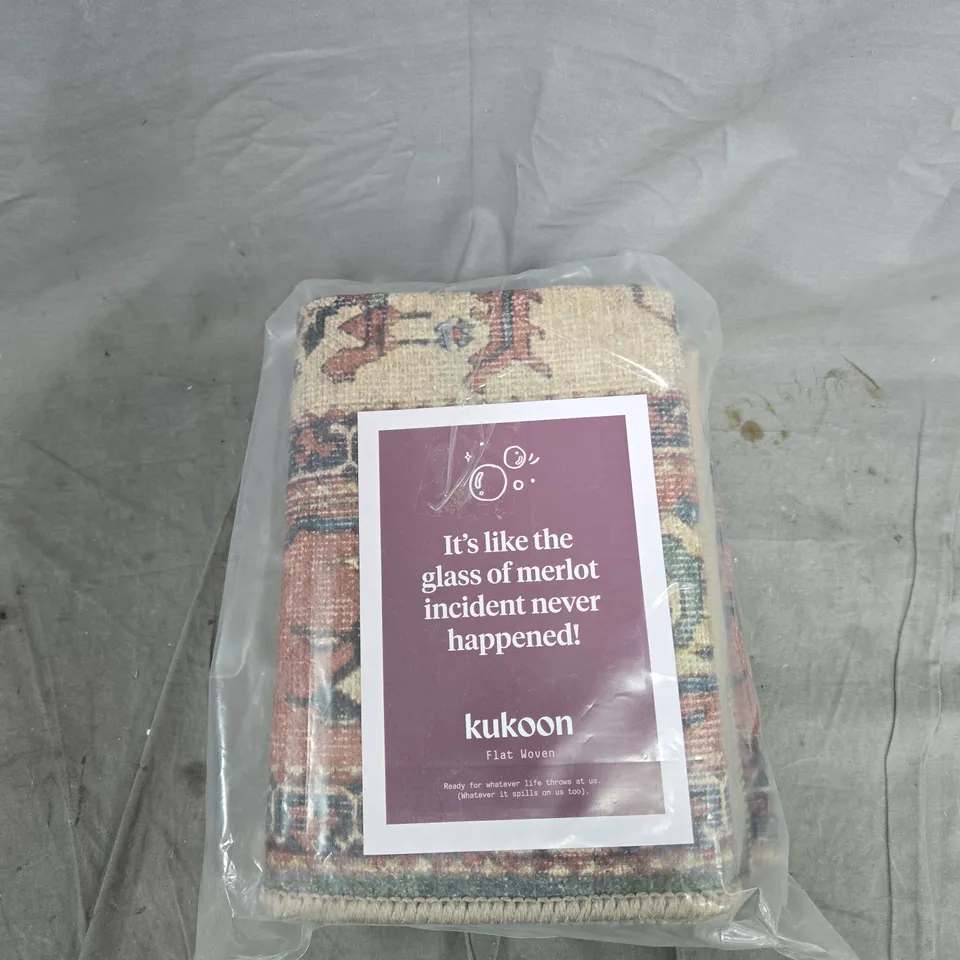 It's like the
glass of merlot
incident never
happened!
kukoon
Flat Woven
Ready for whatever life throws at us.
(Whatever it spills on us too).